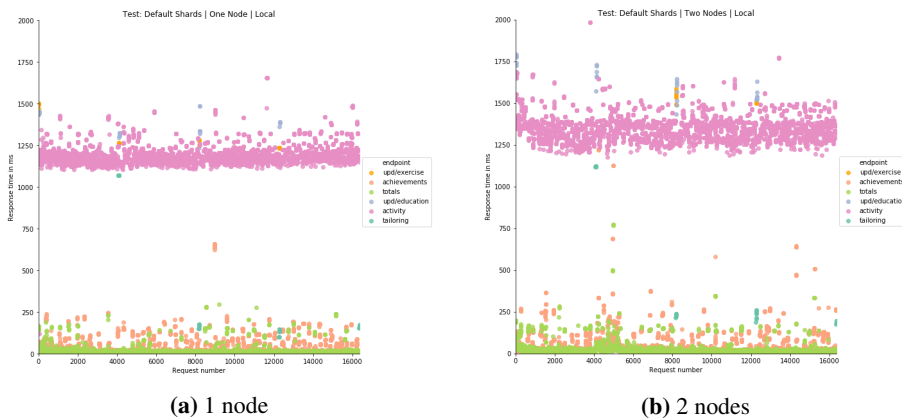 Test: Default Shards | One Node | Local
2000
1750
1500
1250
1000
750
500
250
0
Response time in ms
0 2000 4000 6000 8000 10000 12000 14000 16000
Request number
endpoint
upd/exercise
achievements
totals
upd/education
activity
tailoring
(a) 1 node
Test: Default Shards | Two Nodes | Local
2000
1750
1500
1250
1000
750
500
250
0
Response time in ms
0 2000 4000 6000 8000 10000 12000 14000 16000
Request number
endpoint
upd/exercise
achievements
totals
upd/education
activity
tailoring
(b) 2 nodes